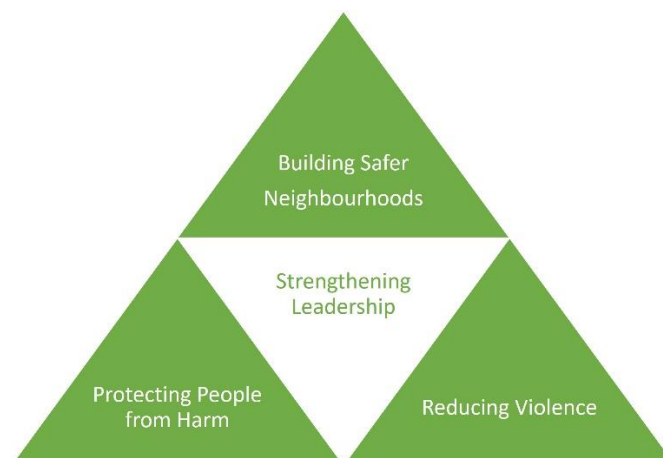 Building Safer
Neighbourhoods
Strengthening
Leadership
Protecting People
from Harm
Reducing Violence